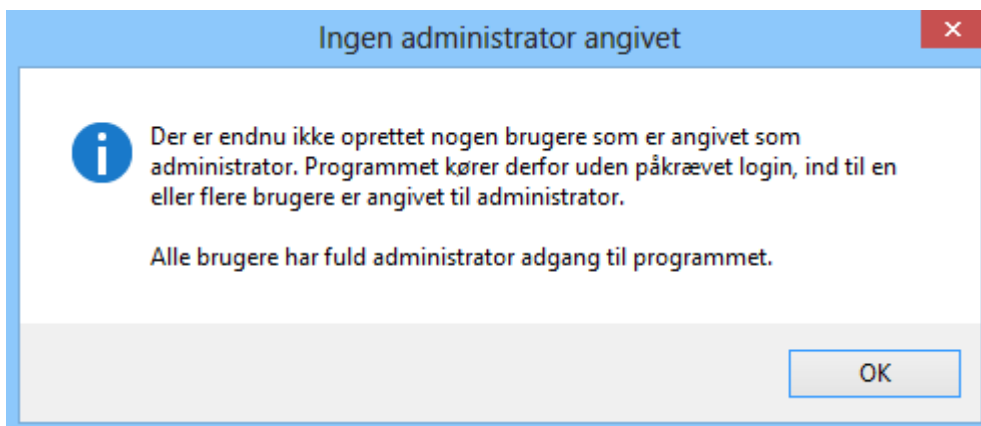 Ingen administrator angivet
Der er endnu ikke oprettet nogen brugere som er angivet som
administrator. Programmet kører derfor uden påkrævet login, ind til en
eller flere brugere er angivet til administrator.
Alle brugere har fuld administrator adgang til programmet.
OK